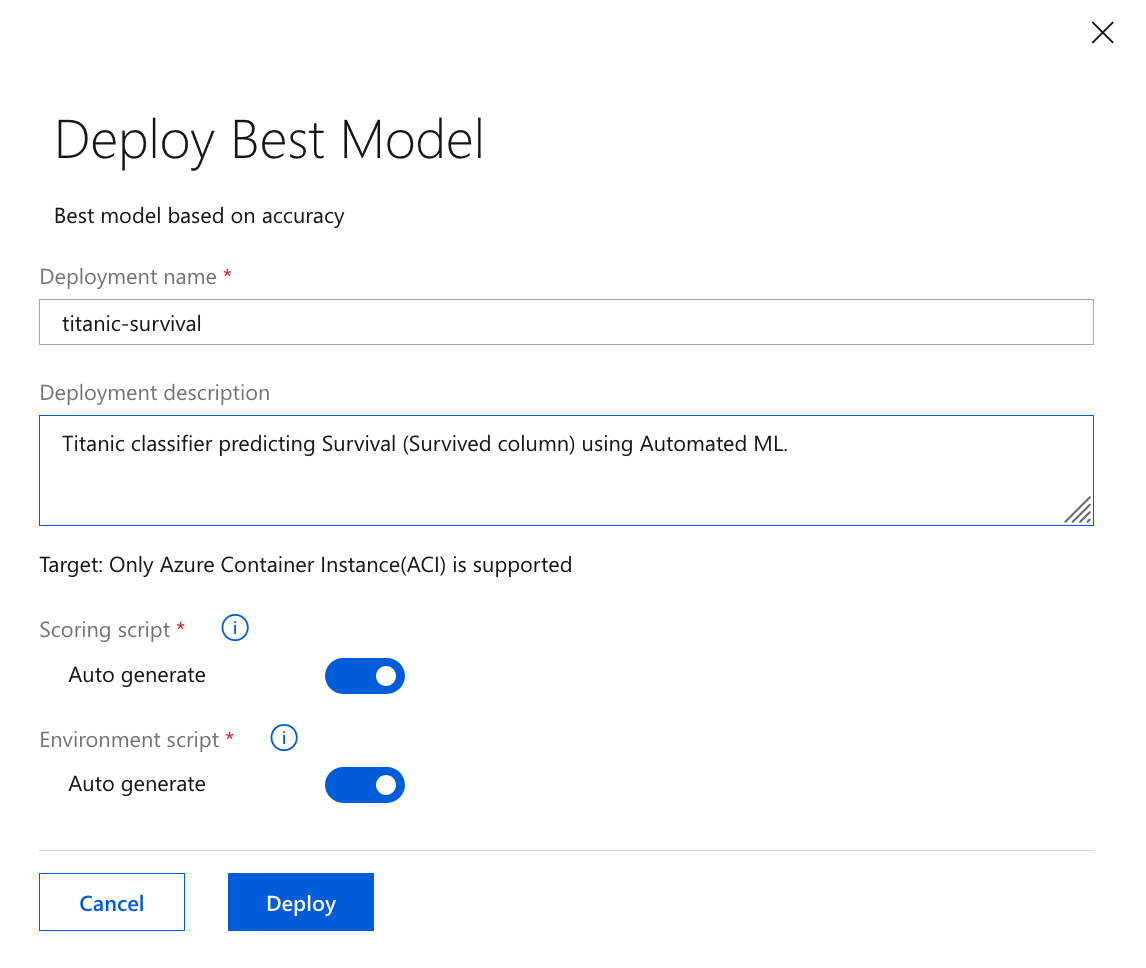 Deploy Best Model
Best model based on accuracy
Deployment name *
titanic-survival
Deployment description
Titanic classifier predicting Survival (Survived column) using Automated ML.
Target: Only Azure Container Instance(ACI) is supported
Scoring script * i
Auto generate
Environment script * i
Auto generate
Cancel Deploy